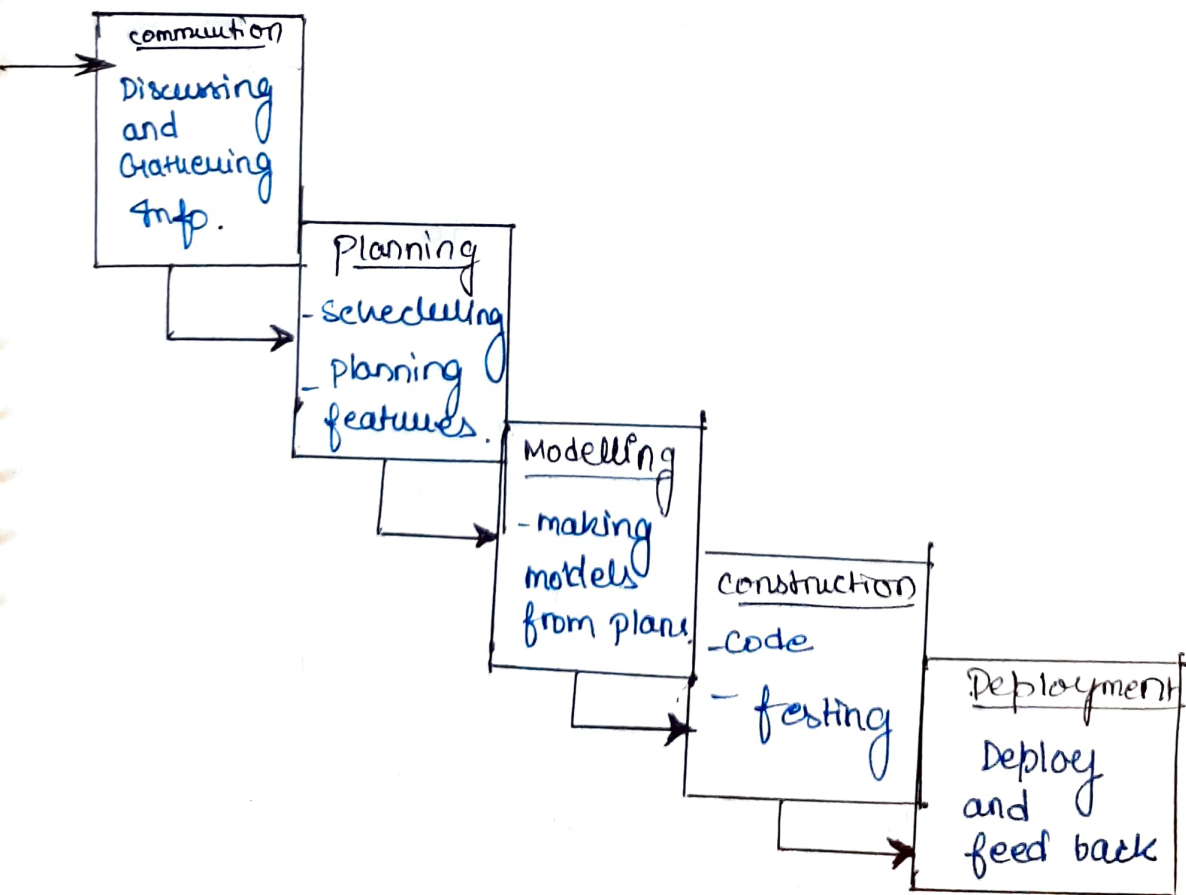 commuution
Discussing
and
Gathering
Info.
Planning
- scheduling
- planning
features.
Modelling
- making
models
from plans.
construction
- code
- testing
Deployment
Deploy
and
feed back